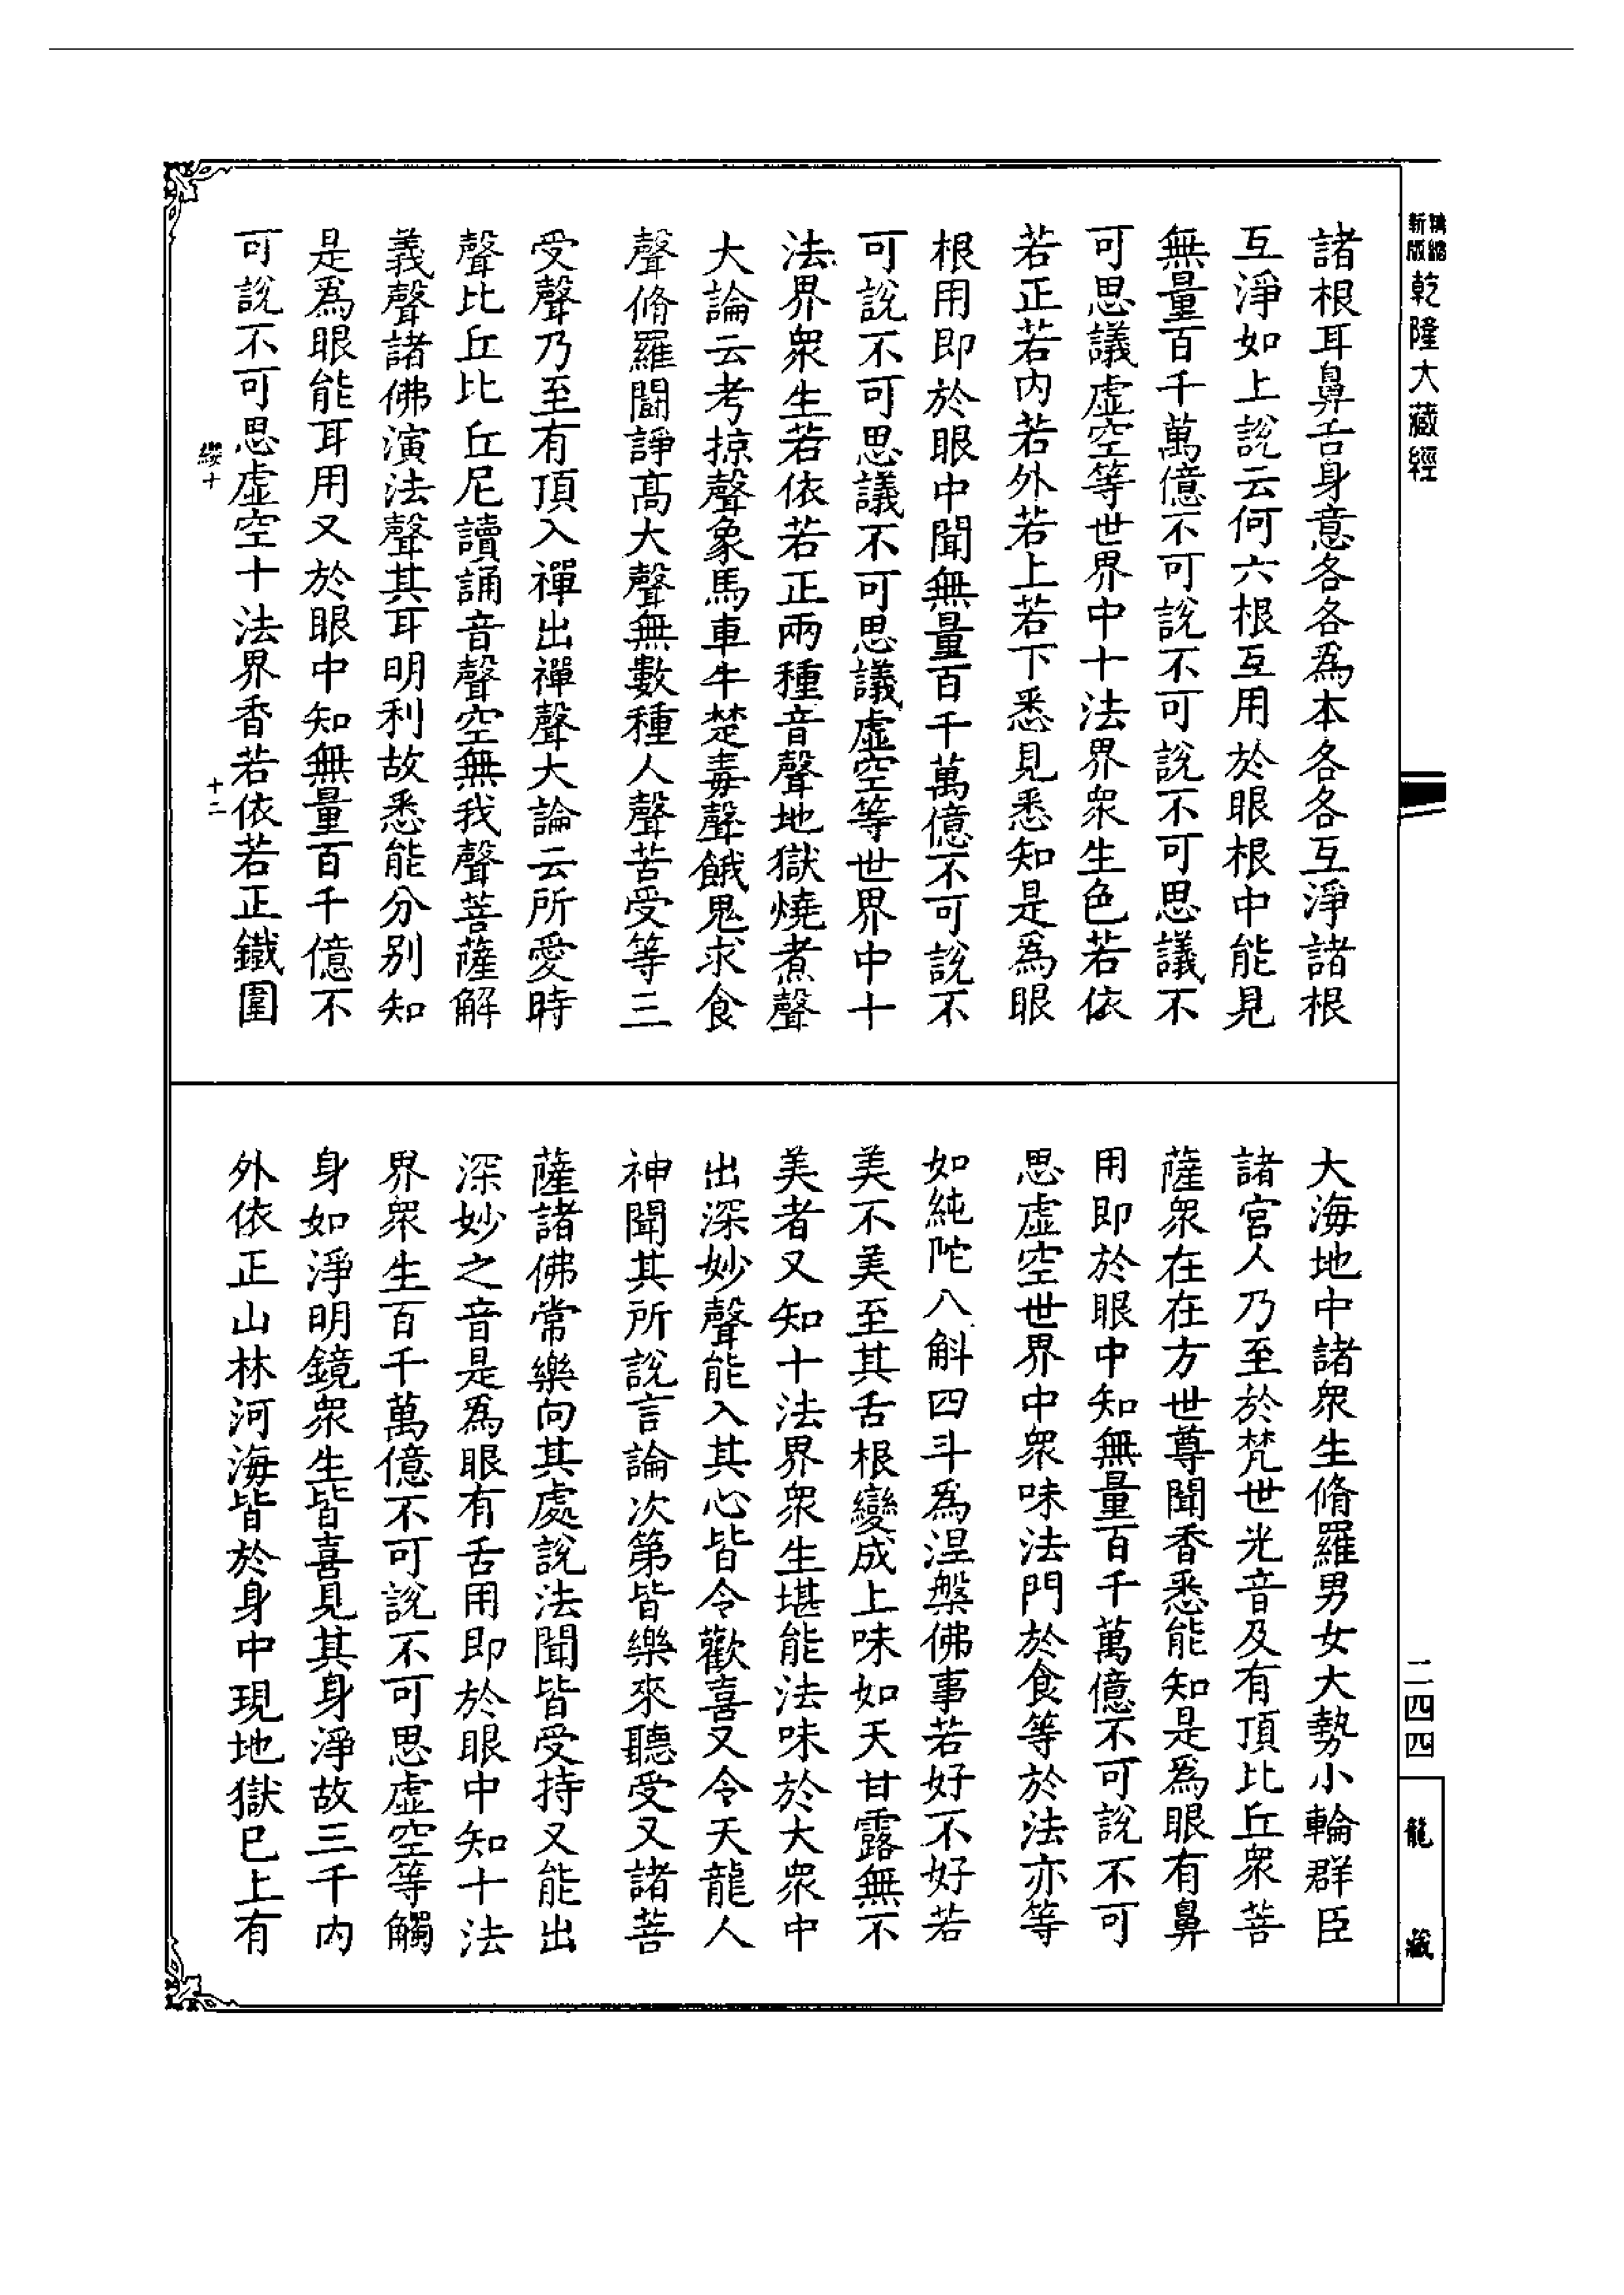 新版精縮
乾隆大藏經
諸根耳鼻舌身意各各爲本各各互淨諸根
互淨如上說云何六根互用於眼根中能見
無量百千萬億不可說不可說不可思議不
可思議虛空等世界中十法界衆生色若依
若正若內若外若上若下悉見悉知是爲眼
根用即於眼中聞無量百千萬億不可說不
可說不可思議不可思議虛空等世界中十
法界衆生若依若正兩種音聲地獄燒煮聲
大論云考掠聲象馬車牛楚毒聲餓鬼求食
聲脩羅鬪諍高大聲無數種人聲苦受等三
受聲乃至有頂入禪出禪聲大論云所愛時
聲比丘比丘尼讀誦音聲空無我聲菩薩解
義聲諸佛演法聲其耳明利故悉能分别知
是爲眼能耳用又於眼中知無量百千億不
可說不可思虛空十法界香若依若正鐵圍
纓十
十二
大海地中諸衆生脩羅男女大勢小輪群臣
諸宮人乃至於梵世光音及有頂比丘衆菩
薩衆在在方世尊聞香悉能知是爲眼有鼻
用即於眼中知無量百千萬億不可說不可
思虛空世界中衆味法門於食等於法亦等
如純陀八斛四斗爲涅槃佛事若好不好若
美不美至其舌根變成上味如天甘露無不
美者又知十法界衆生堪能法味於大衆中
出深妙聲能入其心皆令歡喜又令天龍人
神聞其所說言論次第皆樂來聽受又諸菩
薩諸佛常樂向其處說法聞皆受持又能出
深妙之音是爲眼有舌用即於眼中知十法
界衆生百千萬億不可說不可思虛空等觸
身如淨明鏡衆生皆喜見其身淨故三千內
外依正山林河海皆於身中現地獄巳上有
二四四
龍藏